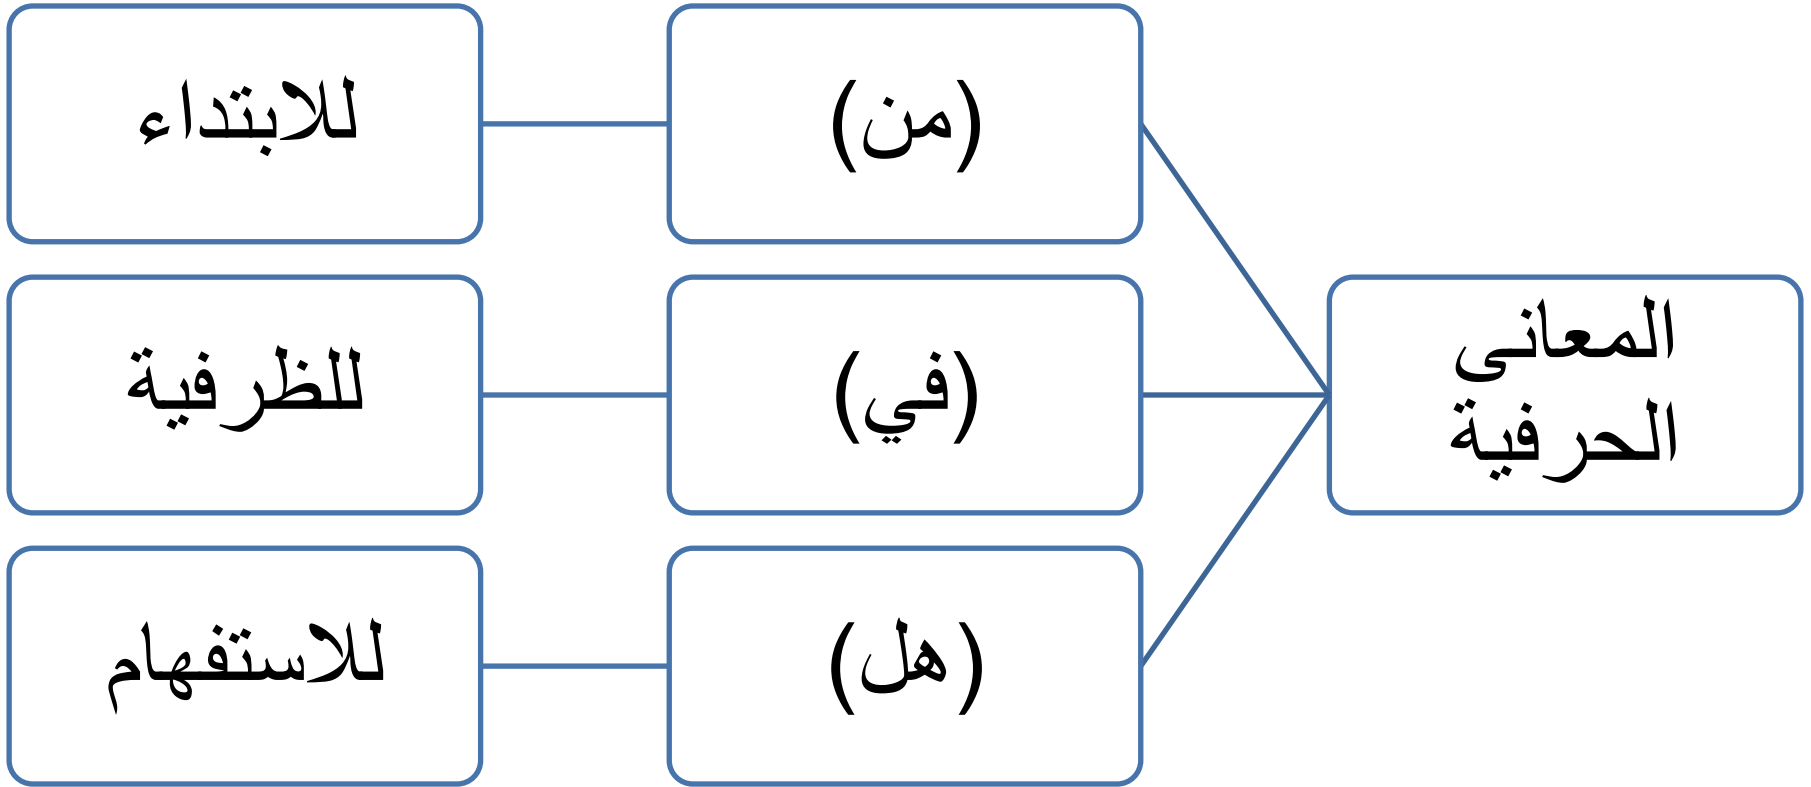 المعانى
الحرفية
(من)
للابتداء
(في)
للظرفية
(هل)
للاستفهام